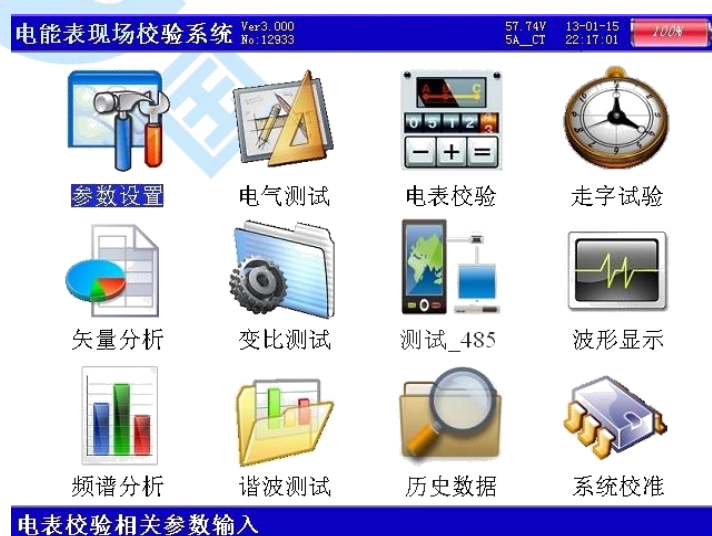 电能表现场校验系统 Ver3.000 57.74V 13-01-15 100%
No:12933 5A__CT 22:17:01
参数设置 电气测试 电表校验 走字试验
矢量分析 变比测试 测试_485 波形显示
频谱分析 谐波测试 历史数据 系统校准
电表校验相关参数输入